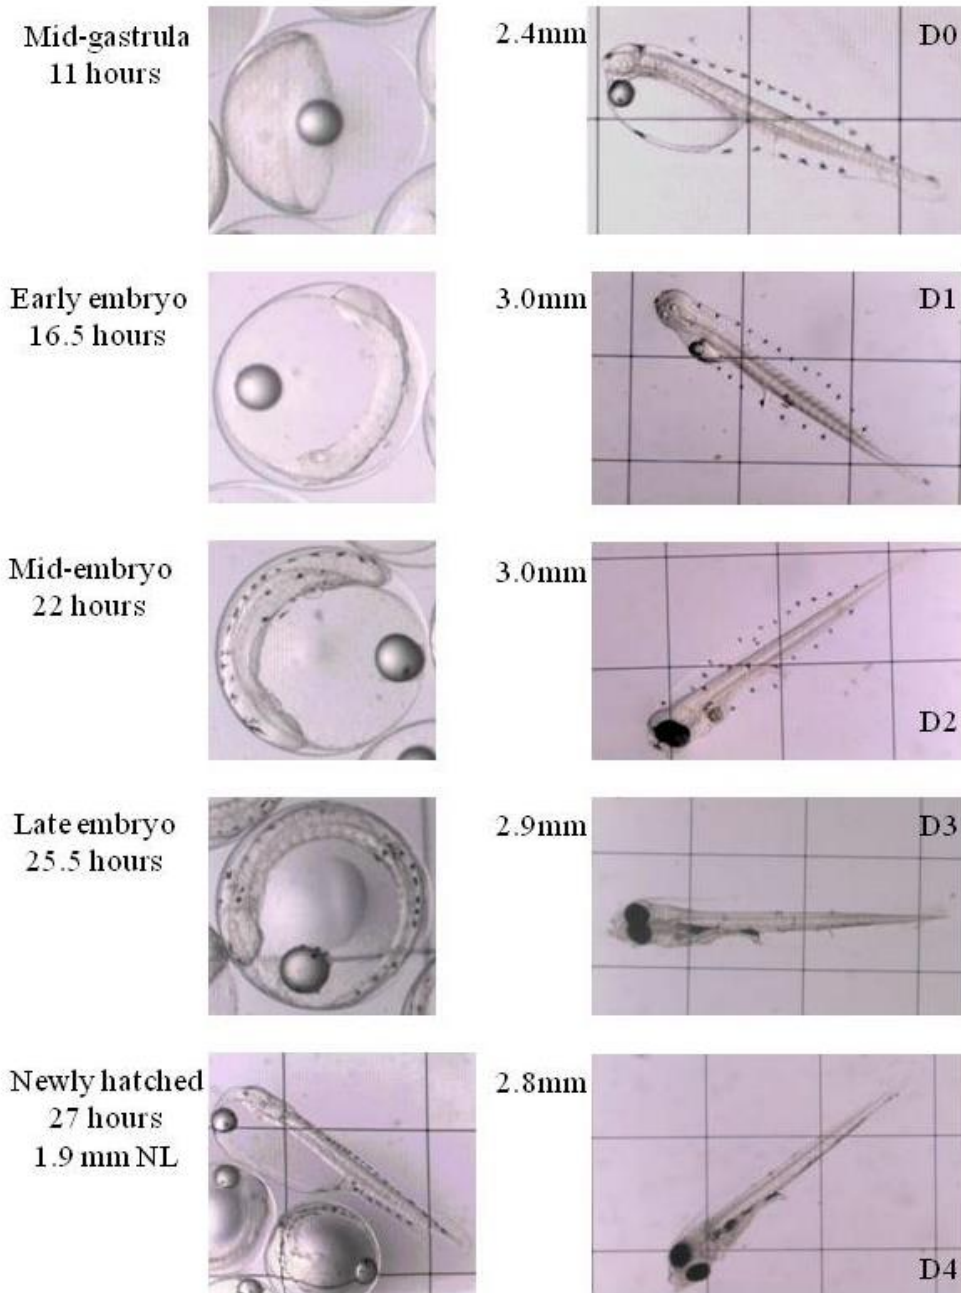 Mid-gastrula
11 hours
2.4mm
D0
Early embryo
16.5 hours
3.0mm
D1
Mid-embryo
22 hours
3.0mm
D2
Late embryo
25.5 hours
2.9mm
D3
Newly hatched
27 hours
1.9 mm NL
2.8mm
D4